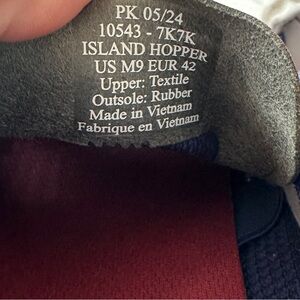 PK 05/24
10543 - 7K7K
ISLAND HOPPER
US M9 EUR 42
Upper: Textile
Outsole: Rubber
Made in Vietnam
Fabrique en Vietnam